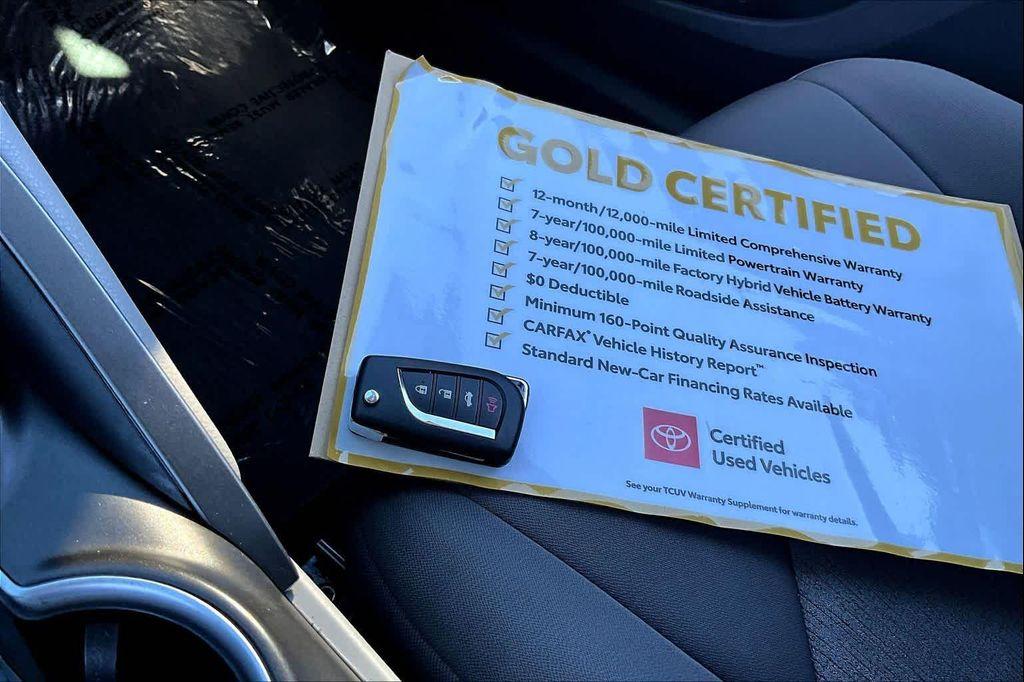 GOLD CERTIFIED
12-month/12,000-mile Limited Comprehensive Warranty
7-year/100,000-mile Limited Powertrain Warranty
8-year/100,000-mile Factory Hybrid Vehicle Battery Warranty
7-year/100,000-mile Roadside Assistance
$0 Deductible
Minimum 160-Point Quality Assurance Inspection
CARFAX® Vehicle History Report™
Standard New-Car Financing Rates Available
Certified
Used Vehicles
See your TCUV Warranty Supplement for warranty details.